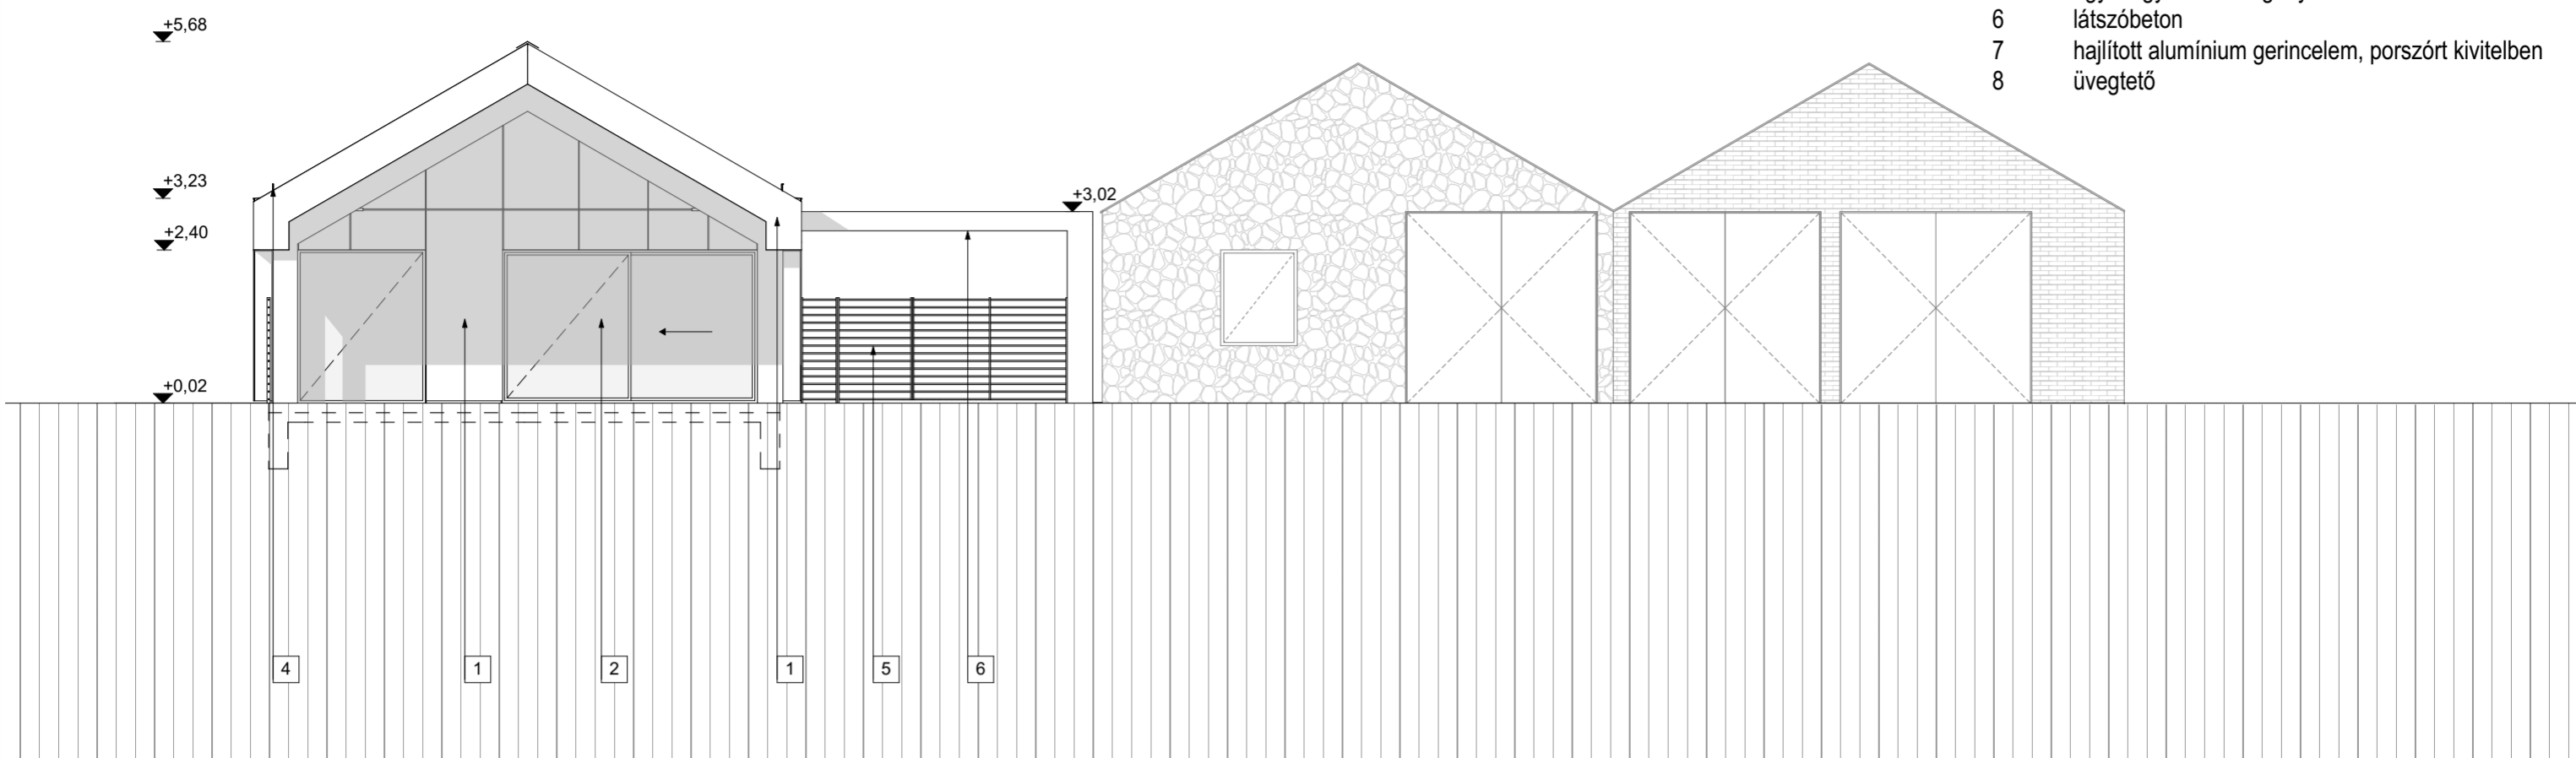 +5,68
6 látszóbeton
7 hajlított alumínium gerincelem, porszórt kivitelben
8 üvegtető
+3,23
+3,02
+2,40
+0,02
4 1 2 1 5 6